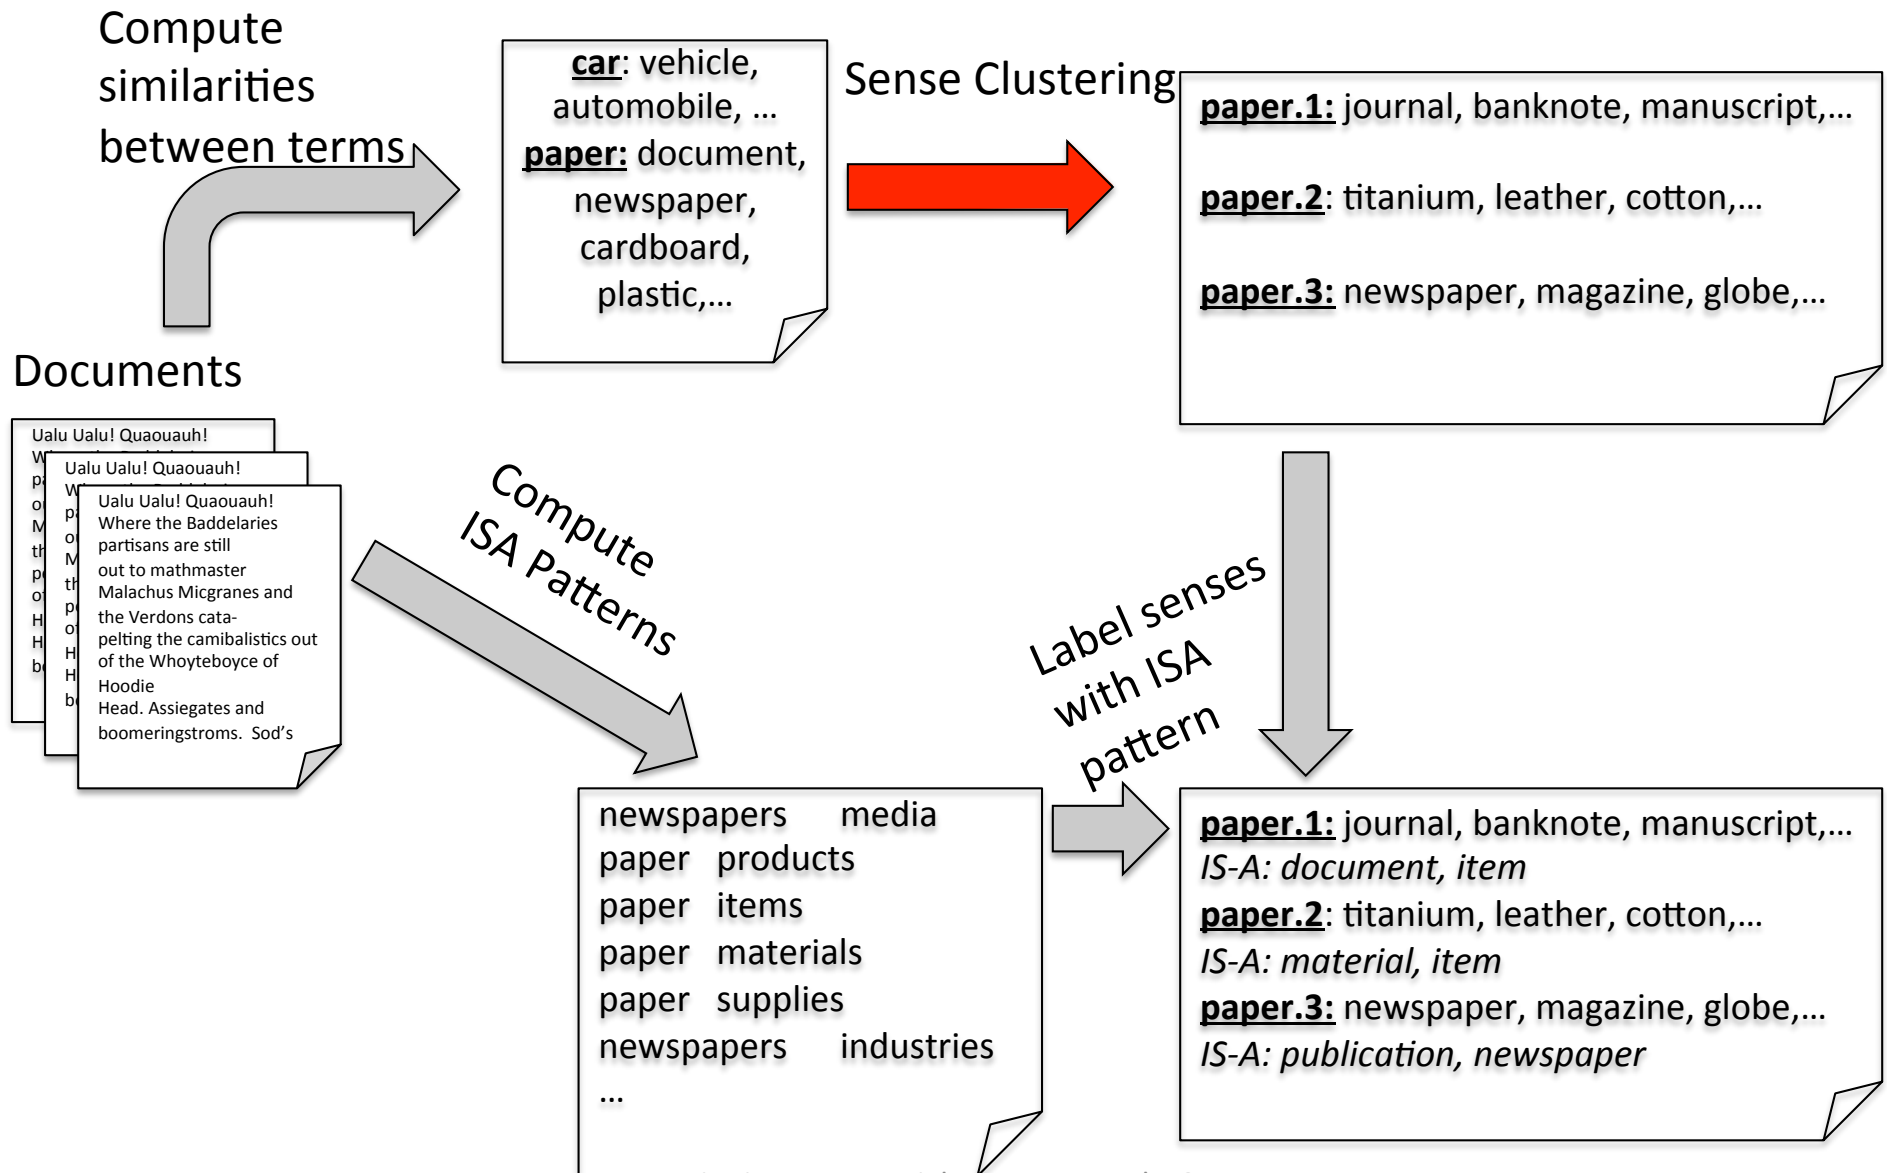 Compute
similarities
between terms
car: vehicle,
automobile, ...
paper: document,
newspaper,
cardboard,
plastic,...
Sense Clustering
paper.1: journal, banknote, manuscript,...
paper.2: titanium, leather, cotton,...
paper.3: newspaper, magazine, globe,...
Documents
Ualu Ualu! Quaouauh!
Ualu Ualu! Quaouauh!
Ualu Ualu! Quaouauh!
Where the Baddelaries
partisans are still
out to mathmaster
Malachus Micgranes and
the Verdons cata-
pelting the camibalistics out
of the Whoyteboyce of
Hoodie
Head. Assiegates and
boomeringstroms. Sod's
Compute
ISA Patterns
Label senses
with ISA
pattern
newspapers media
paper products
paper items
paper materials
paper supplies
newspapers industries
...
paper.1: journal, banknote, manuscript,...
IS-A: document, item
paper.2: titanium, leather, cotton,...
IS-A: material, item
paper.3: newspaper, magazine, globe,...
IS-A: publication, newspaper